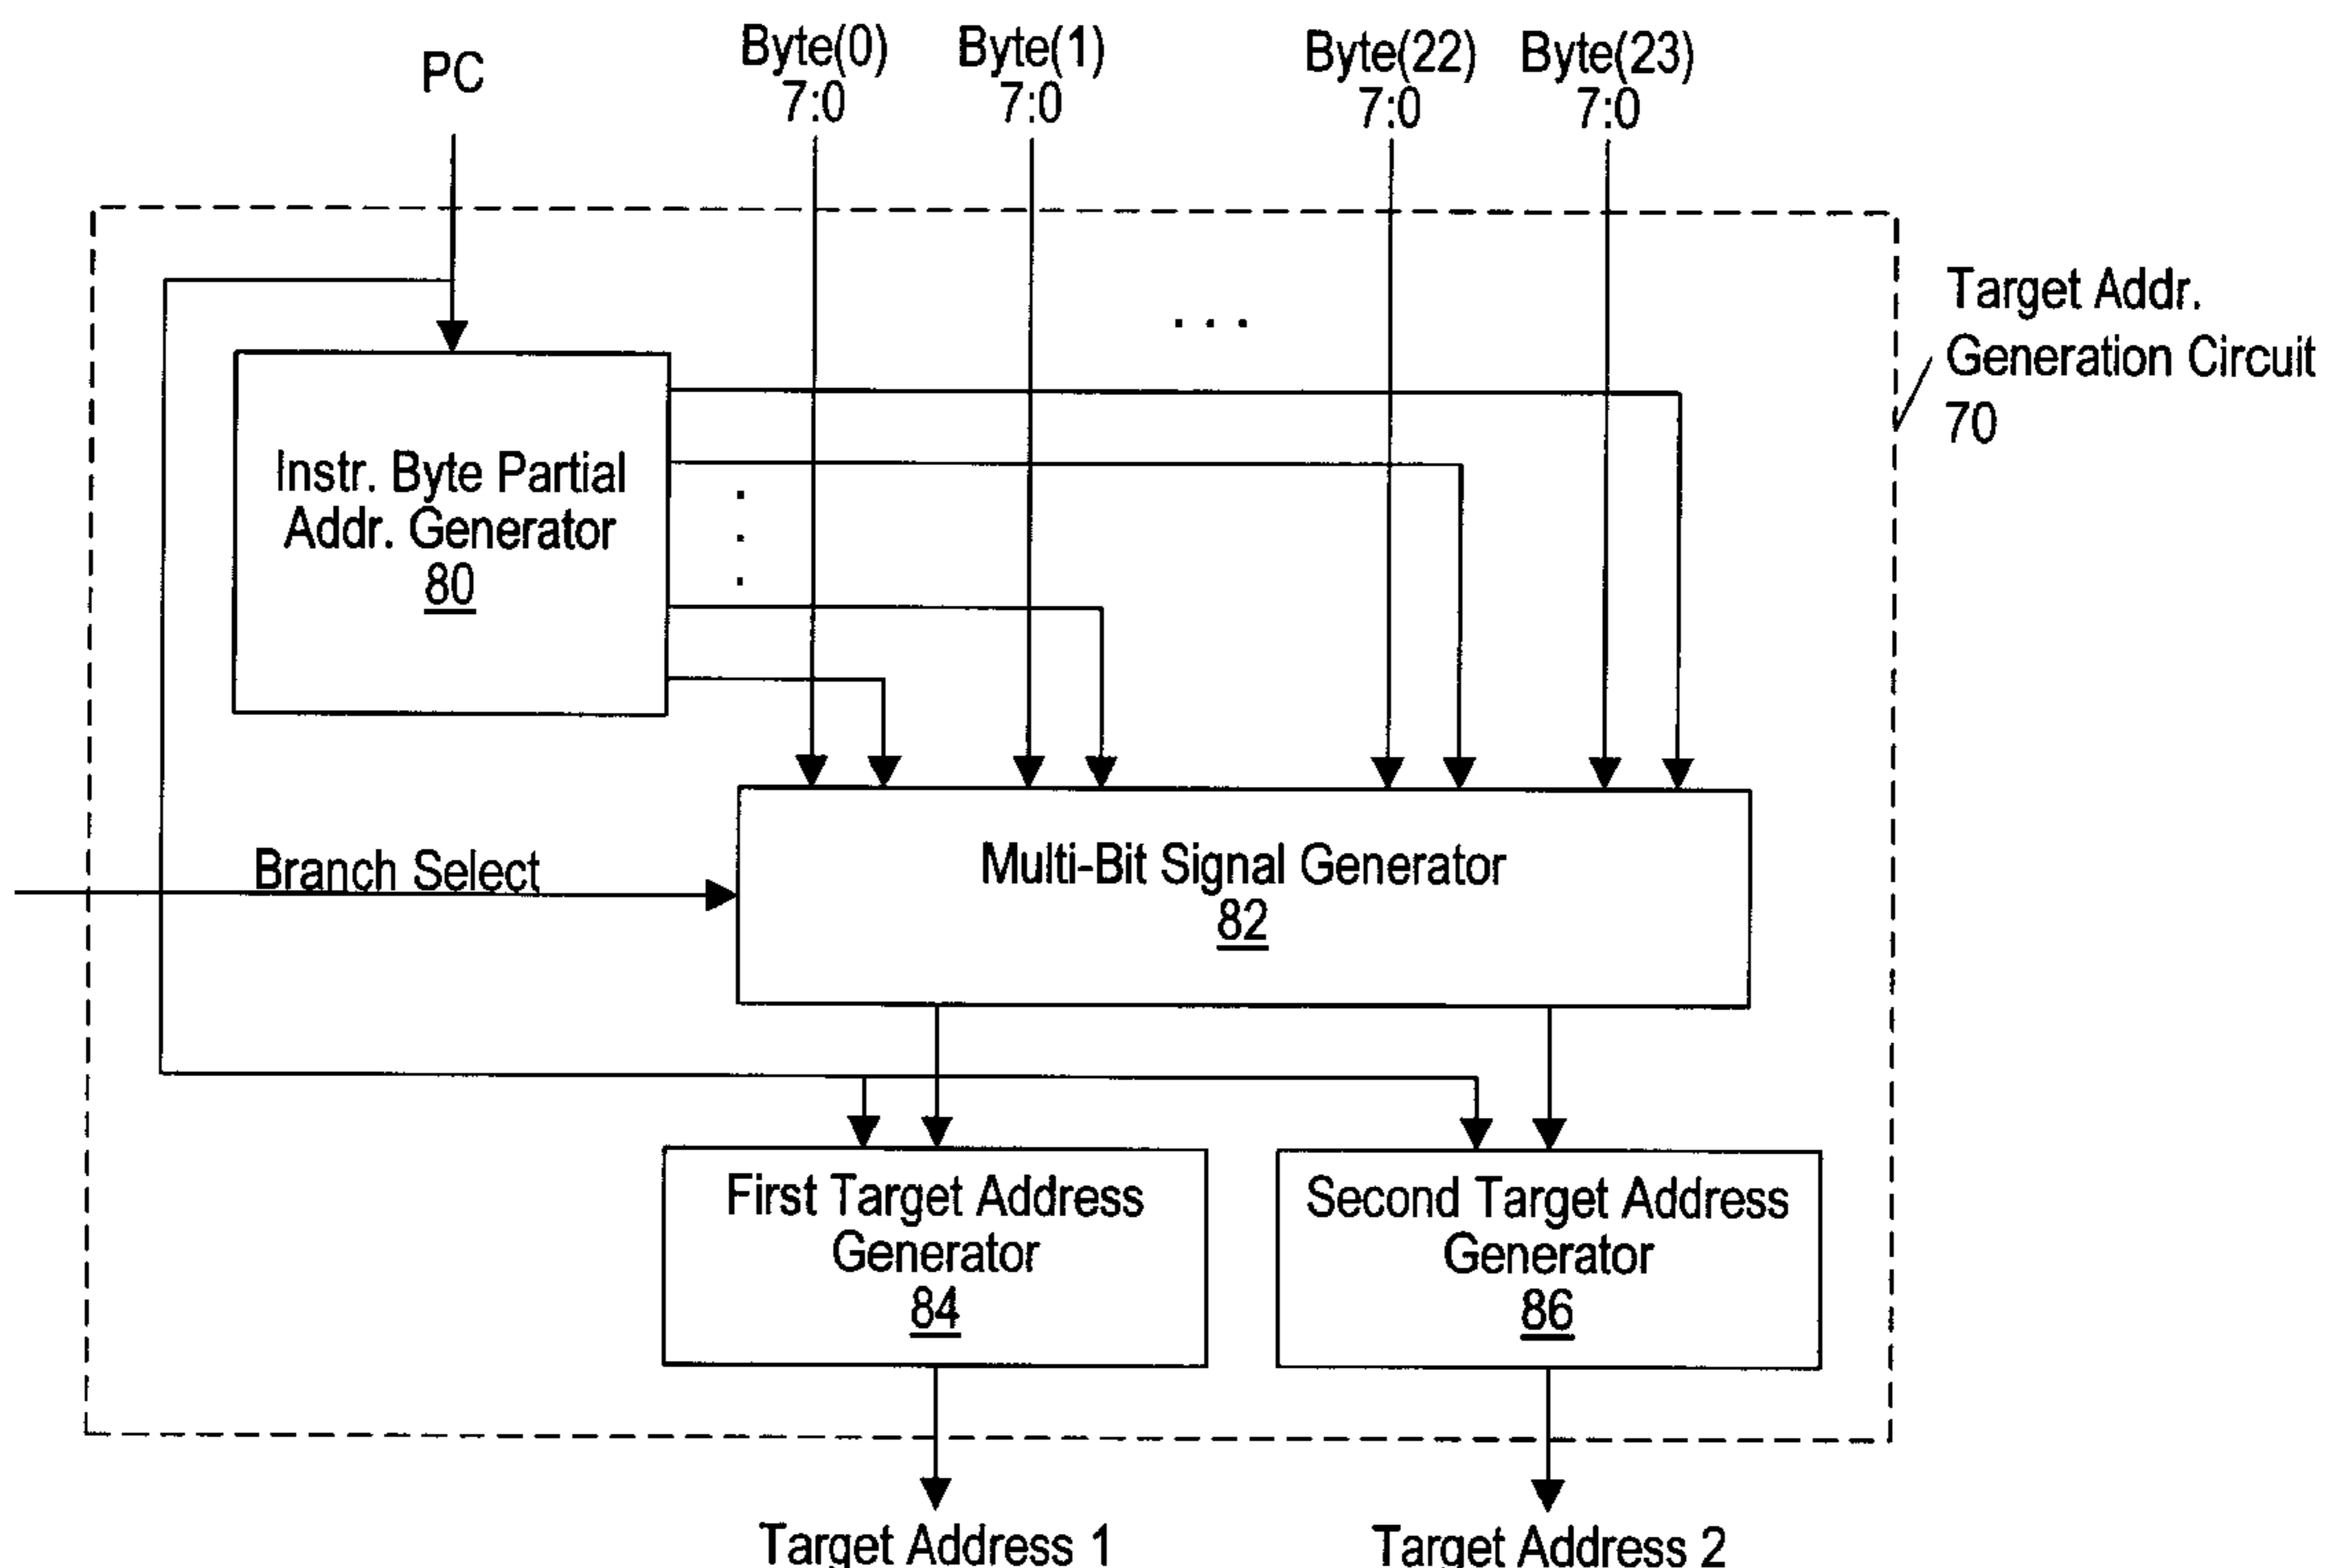 PC
Byte(0)
7:0
Byte(1)
7:0
Byte(22)
7:0
Byte(23)
7:0
. . .
Target Addr.
Generation Circuit
70
Instr. Byte Partial
Addr. Generator
80
Branch Select
Multi-Bit Signal Generator
82
First Target Address
Generator
84
Second Target Address
Generator
86
Target Address 1
Target Address 2